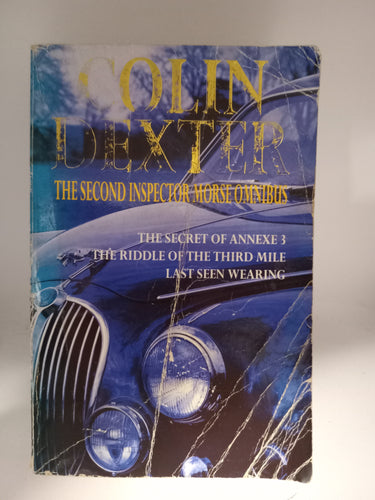 COLIN
DEXTER
THE SECOND INSPECTOR MORSE OMNIBUS
THE SECRET OF ANNEXE 3
THE RIDDLE OF THE THIRD MILE
LAST SEEN WEARING